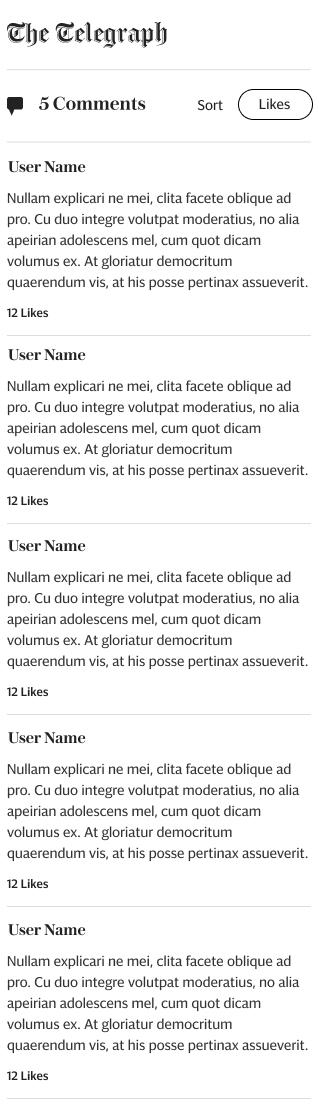 The Telegraph
5 Comments Sort Likes
User Name
Nullam explicari ne mei, clita facete oblique ad
pro. Cu duo integre volutpat moderatius, no alia
apeirian adolescens mel, cum quot dicam
volumus ex. At gloriatur democritum
quaerendum vis, at his posse pertinax assueverit.
12 Likes
User Name
Nullam explicari ne mei, clita facete oblique ad
pro. Cu duo integre volutpat moderatius, no alia
apeirian adolescens mel, cum quot dicam
volumus ex. At gloriatur democritum
quaerendum vis, at his posse pertinax assueverit.
12 Likes
User Name
Nullam explicari ne mei, clita facete oblique ad
pro. Cu duo integre volutpat moderatius, no alia
apeirian adolescens mel, cum quot dicam
volumus ex. At gloriatur democritum
quaerendum vis, at his posse pertinax assueverit.
12 Likes
User Name
Nullam explicari ne mei, clita facete oblique ad
pro. Cu duo integre volutpat moderatius, no alia
apeirian adolescens mel, cum quot dicam
volumus ex. At gloriatur democritum
quaerendum vis, at his posse pertinax assueverit.
12 Likes
User Name
Nullam explicari ne mei, clita facete oblique ad
pro. Cu duo integre volutpat moderatius, no alia
apeirian adolescens mel, cum quot dicam
volumus ex. At gloriatur democritum
quaerendum vis, at his posse pertinax assueverit.
12 Likes